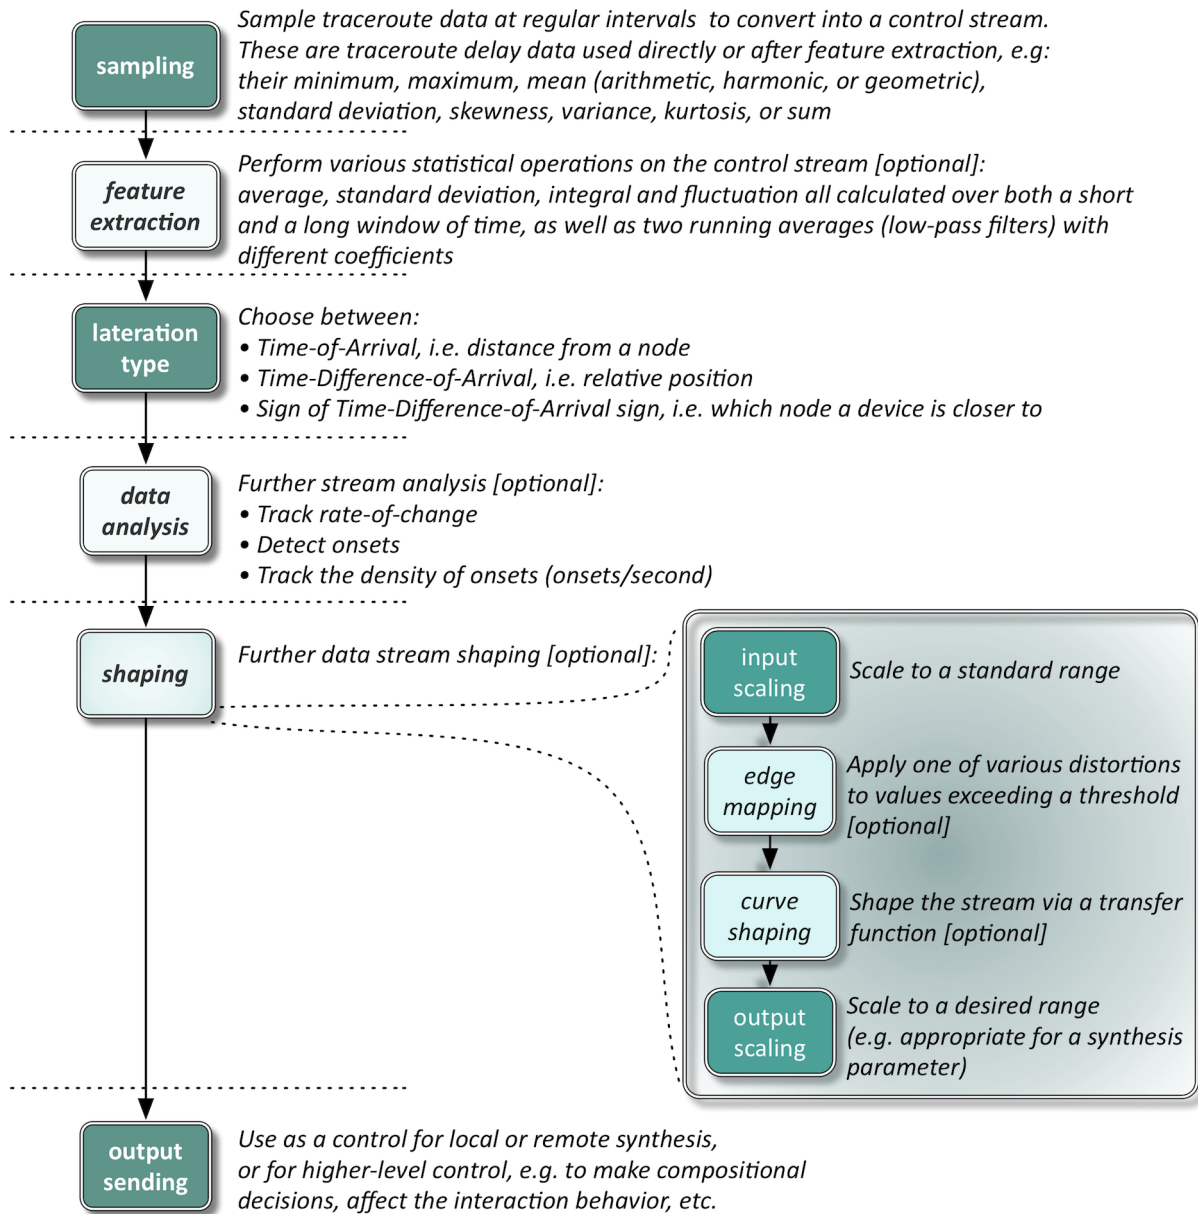 sampling
Sample traceroute data at regular intervals to convert into a control stream.
These are traceroute delay data used directly or after feature extraction, e.g:
their minimum, maximum, mean (arithmetic, harmonic, or geometric),
standard deviation, skewness, variance, kurtosis, or sum
feature
extraction
Perform various statistical operations on the control stream [optional]:
average, standard deviation, integral and fluctuation all calculated over both a short
and a long window of time, as well as two running averages (low-pass filters) with
different coefficients
lateration
type
Choose between:
• Time-of-Arrival, i.e. distance from a node
• Time-Difference-of-Arrival, i.e. relative position
• Sign of Time-Difference-of-Arrival sign, i.e. which node a device is closer to
data
analysis
Further stream analysis [optional]:
• Track rate-of-change
• Detect onsets
• Track the density of onsets (onsets/second)
shaping
Further data stream shaping [optional]:
input
scaling
Scale to a standard range
edge
mapping
Apply one of various distortions
to values exceeding a threshold
[optional]
curve
shaping
Shape the stream via a transfer
function [optional]
output
scaling
Scale to a desired range
(e.g. appropriate for a synthesis
parameter)
output
sending
Use as a control for local or remote synthesis,
or for higher-level control, e.g. to make compositional
decisions, affect the interaction behavior, etc.